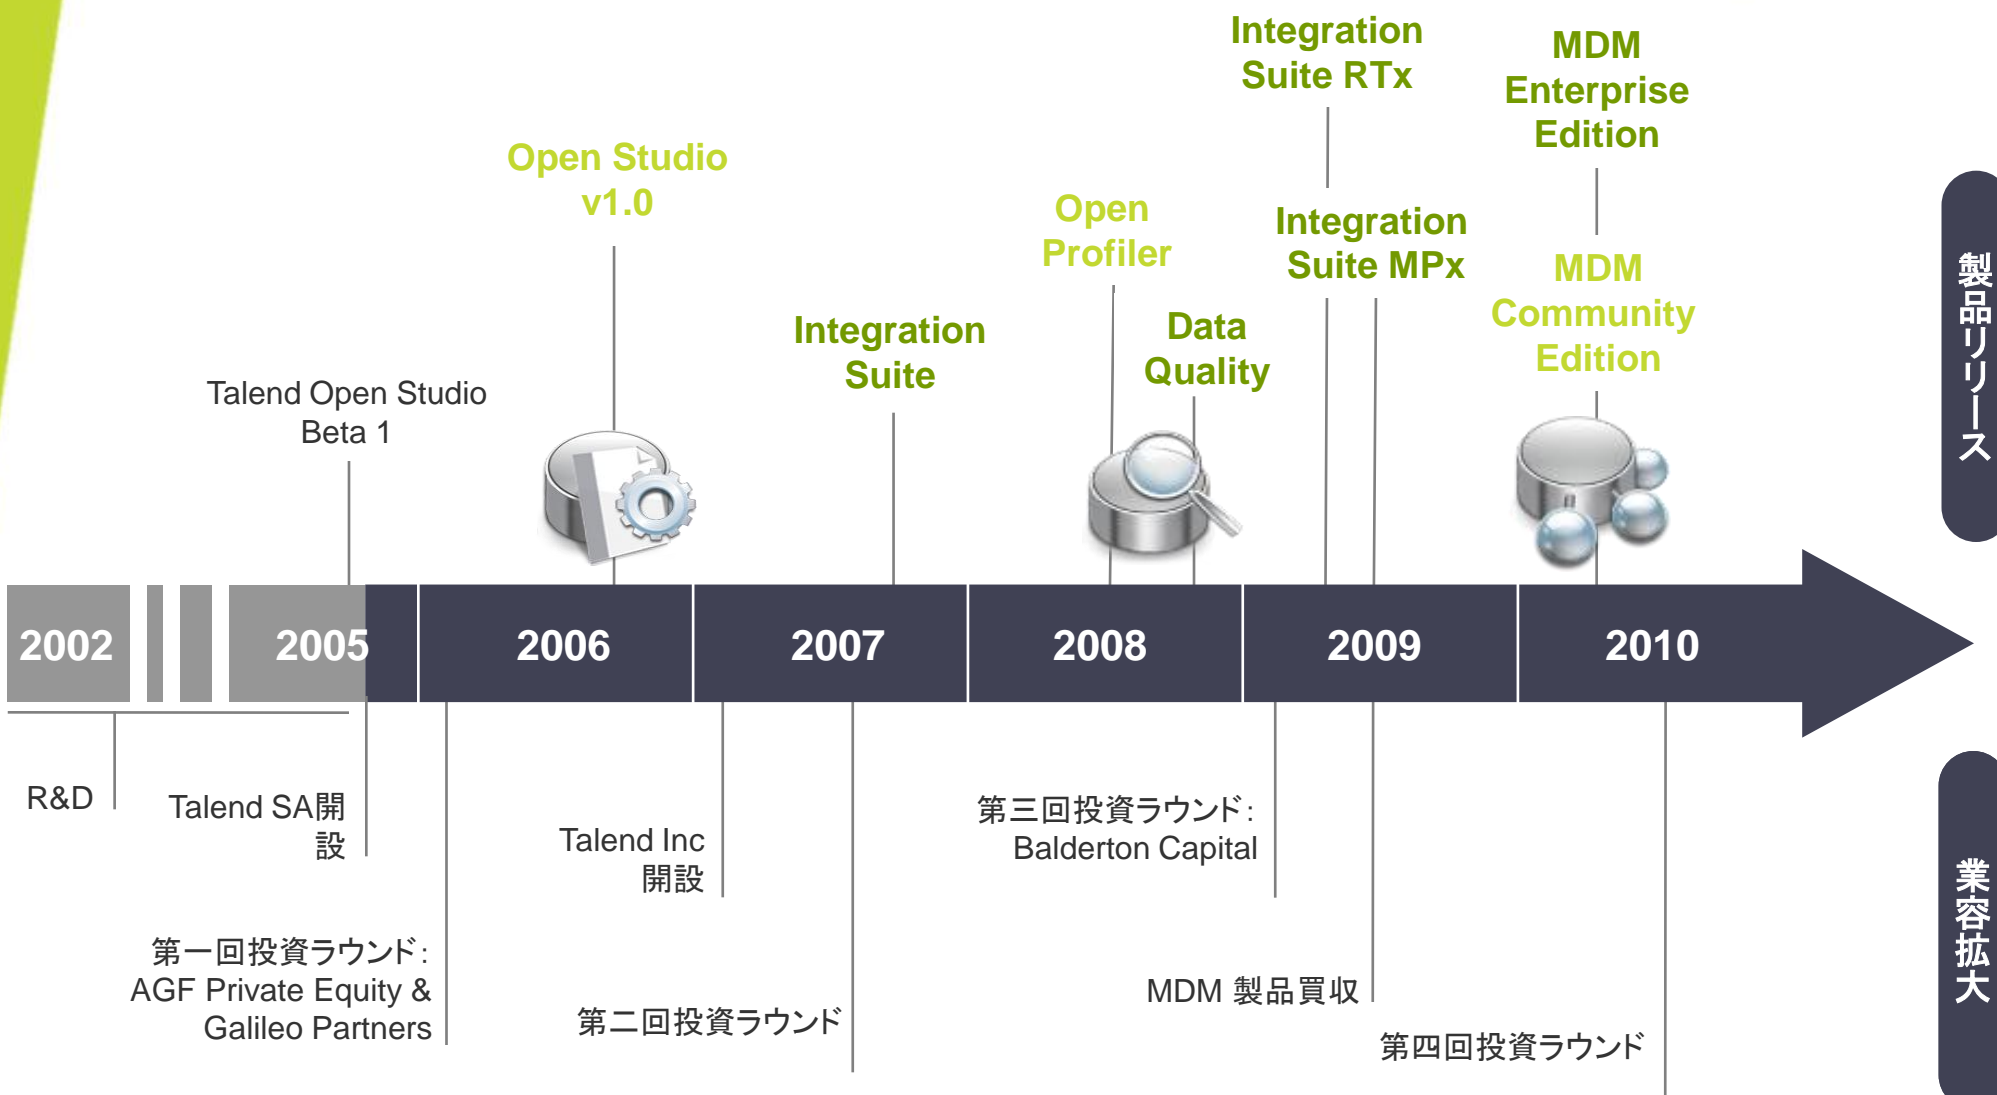 Integration
Suite RTx
MDM
Enterprise
Edition
Open Studio
v1.0
Open
Profiler
Integration
Suite MPx
MDM
Community
Edition
Integration
Suite
Data
Quality
Talend Open Studio
Beta 1
製品リリース
2002
2005
2006
2007
2008
2009
2010
R&D
Talend SA開
設
Talend Inc
開設
第三回投資ラウンド:
Balderton Capital
第一回投資ラウンド:
AGF Private Equity &
Galileo Partners
第二回投資ラウンド
MDM 製品買収
第四回投資ラウンド
業容拡大